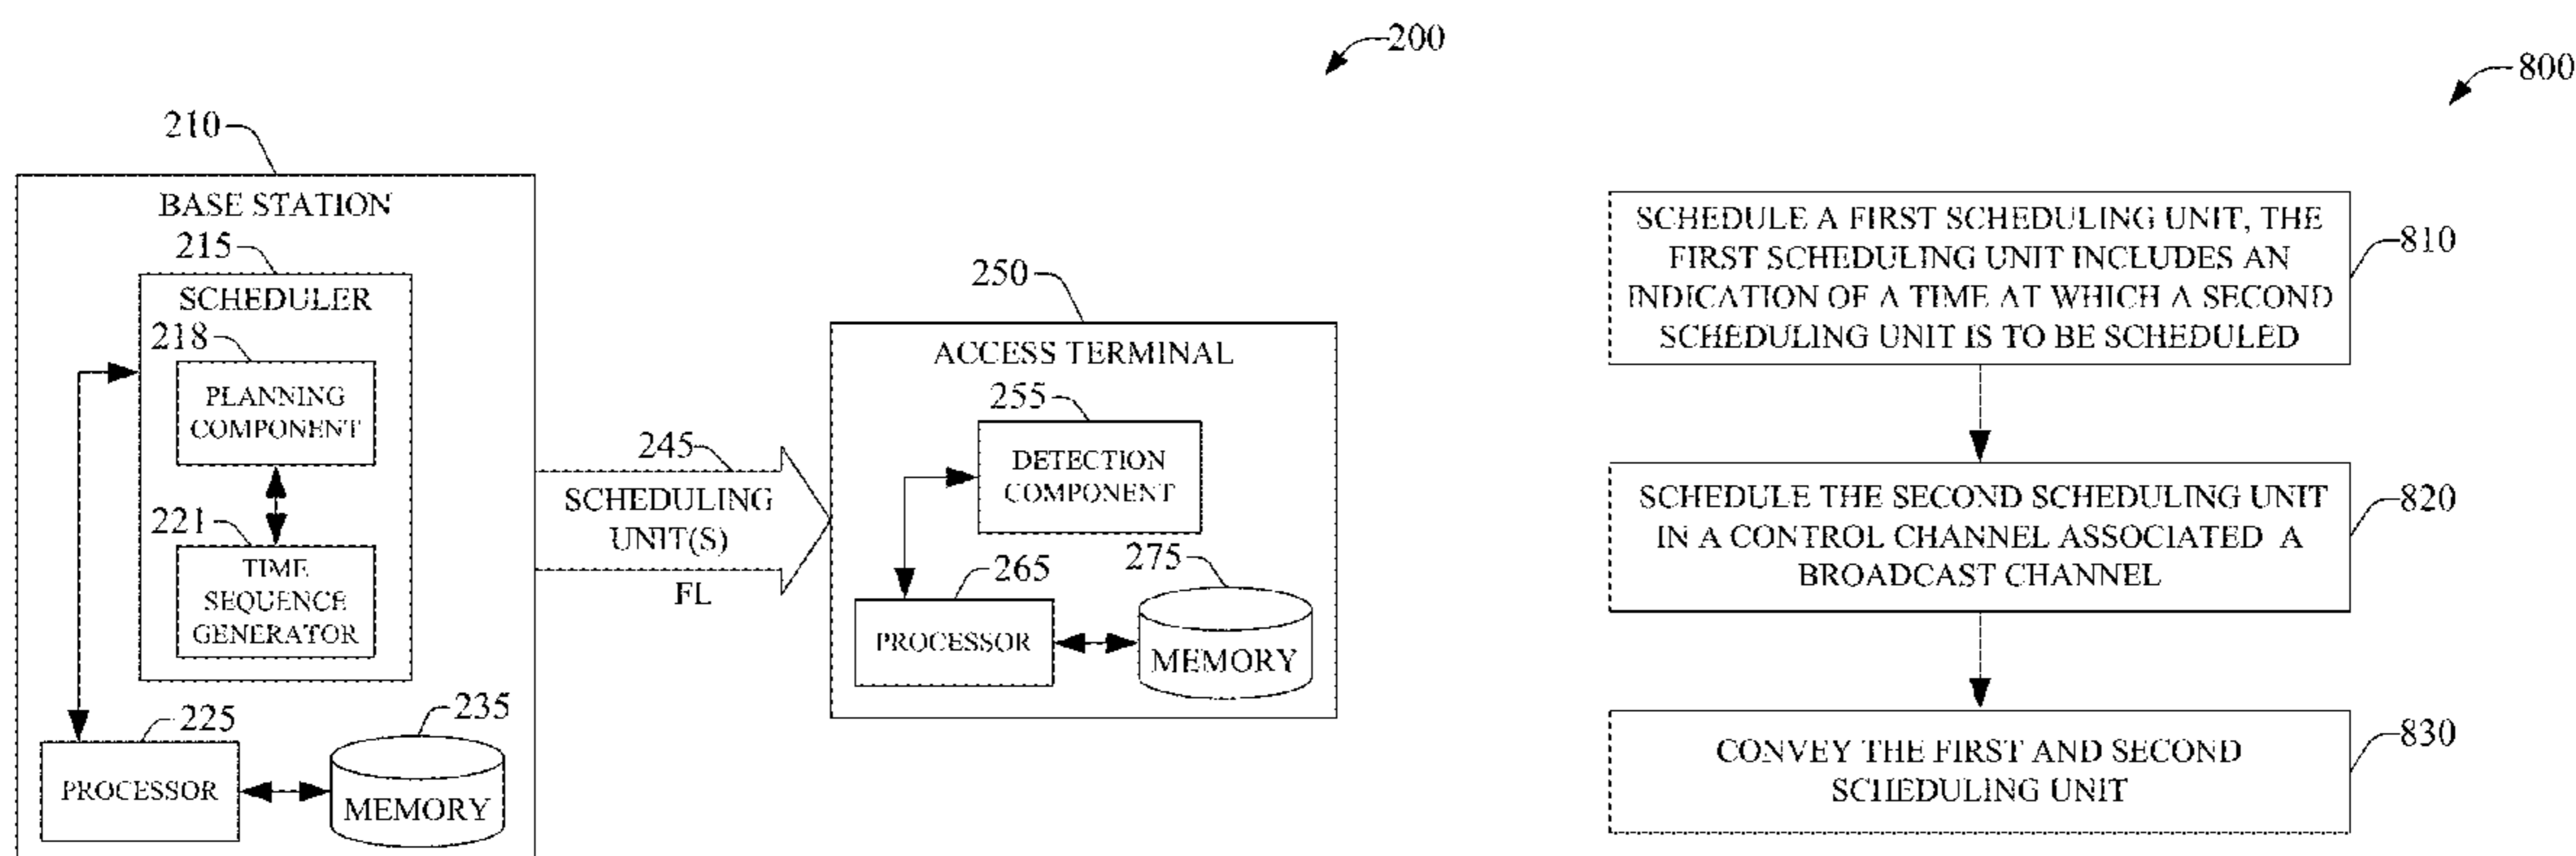 200
210
BASE STATION
215
SCHEDULER
218
PLANNING
COMPONENT
221
TIME
SEQUENCE
GENERATOR
225
PROCESSOR
235
MEMORY
245
SCHEDULING
UNIT(S)
FL
250
ACCESS TERMINAL
255
DETECTION
COMPONENT
265
PROCESSOR
275
MEMORY
800
SCHEDULE A FIRST SCHEDULING UNIT, THE
FIRST SCHEDULING UNIT INCLUDES AN
INDICATION OF A TIME AT WHICH A SECOND
SCHEDULING UNIT IS TO BE SCHEDULED
810
SCHEDULE THE SECOND SCHEDULING UNIT
IN A CONTROL CHANNEL ASSOCIATED A
BROADCAST CHANNEL
820
CONVEY THE FIRST AND SECOND
SCHEDULING UNIT
830